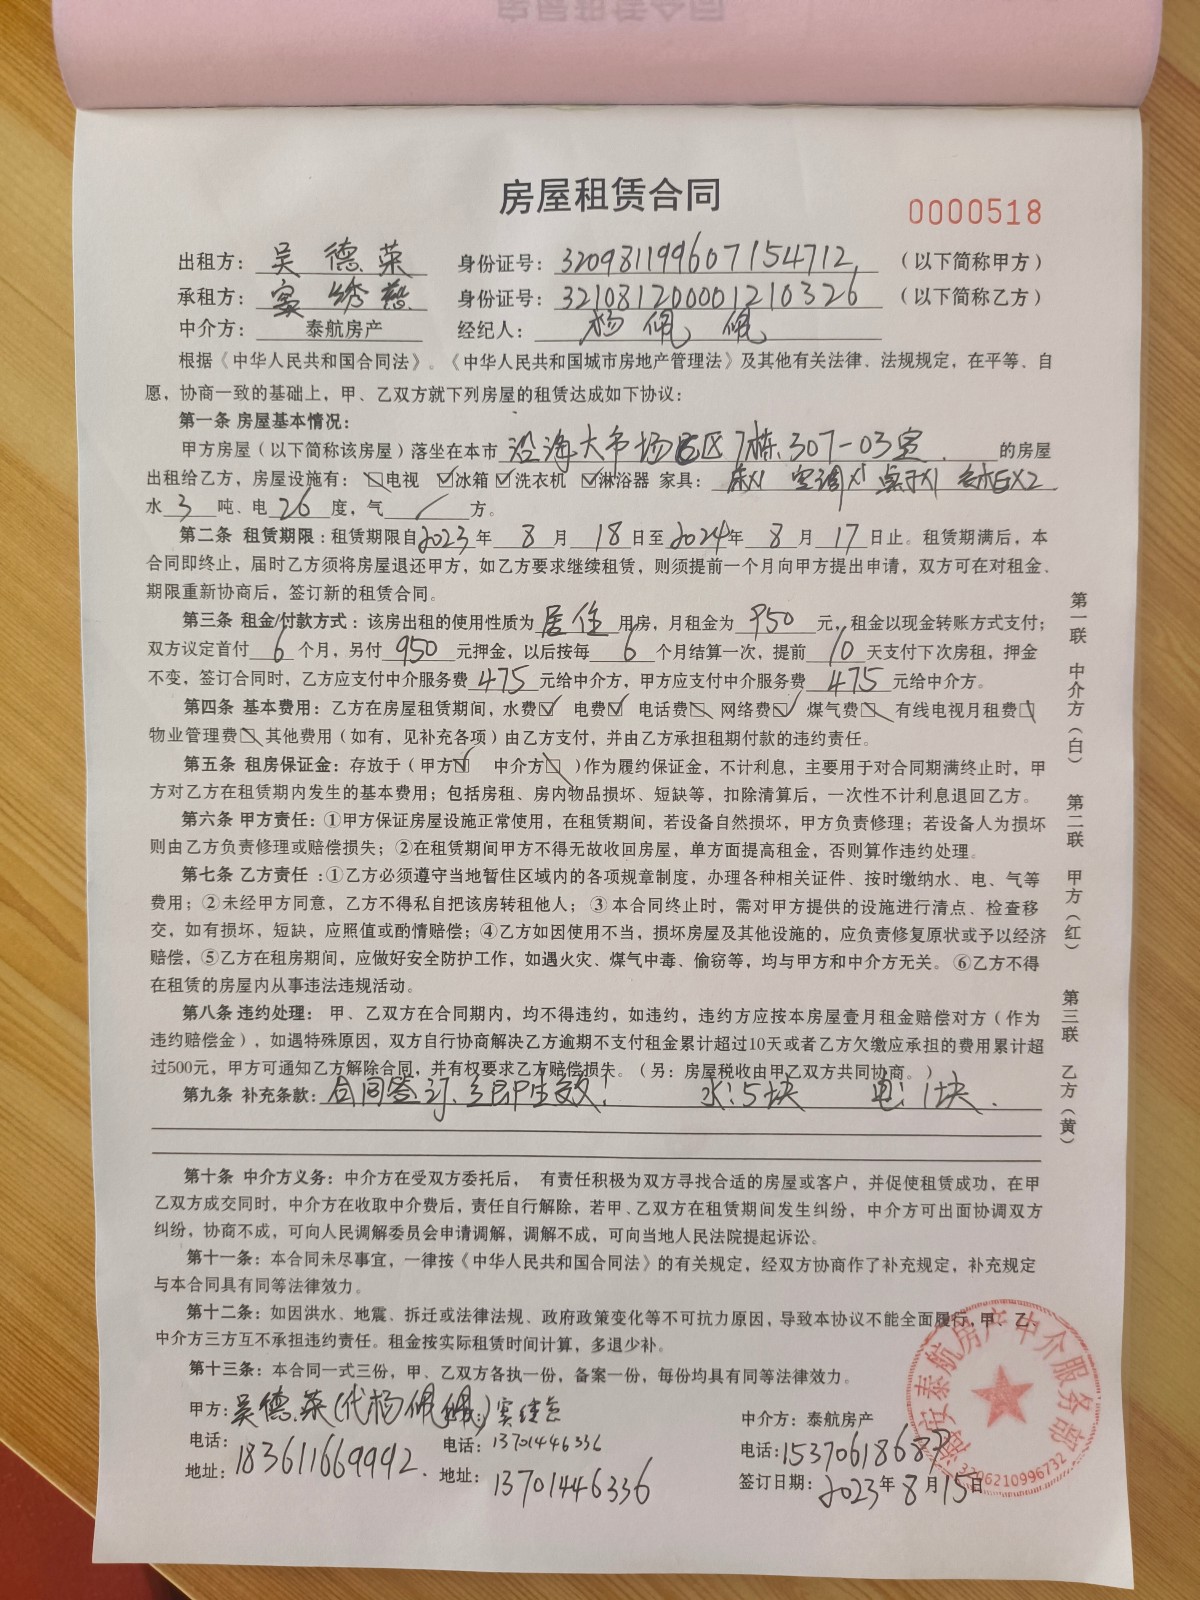 房屋租赁合同
0000518
出租方：吴德荣 身份证号：320981199607154712 （以下简称甲方）
承租方：窦绣 身份证号：321081200001210326 （以下简称乙方）
中介方：泰航房产 经纪人：杨佩佩
根据《中华人民共和国合同法》。《中华人民共和国城市房地产管理法》及其他有关法律、法规规定，在平等、自
愿，协商一致的基础上，甲、乙双方就下列房屋的租赁达成如下协议：
第一条 房屋基本情况：
甲方房屋（以下简称该房屋）落坐在本市沿海大市场区7栋307-03室. 的房屋
出租给乙方，房屋设施有：□电视 ☑冰箱 ☑洗衣机 ☑淋浴器 家具：床X1 空调X1 桌子X1 X2
水3吨、电26度，气/方。
第二条 租赁期限：租赁期限自2023年8月18日至2024年8月17日止。租赁期满后，本
合同即终止，届时乙方须将房屋退还甲方，如乙方要求继续租赁，则须提前一个月向甲方提出申请，双方可在对租金、
期限重新协商后，签订新的租赁合同。
第三条 租金/付款方式：该房出租的使用性质为居住用房，月租金为950元，租金以现金转账方式支付；
双方议定首付6个月，另付950元押金，以后按每6个月结算一次，提前10天支付下次房租，押金
不变，签订合同时，乙方应支付中介服务费475元给中介方，甲方应支付中介服务费475元给中介方。
第四条 基本费用：乙方在房屋租赁期间，水费☑ 电费☑ 电话费□ 网络费☑ 煤气费□ 有线电视月租费□
物业管理费□ 其他费用（如有，见补充各项）由乙方支付，并由乙方承担租期付款的违约责任。
第五条 租房保证金：存放于（甲方☑ 中介方□）作为履约保证金，不计利息，主要用于对合同期满终止时，甲
方对乙方在租赁期内发生的基本费用；包括房租、房内物品损坏、短缺等，扣除清算后，一次性不计利息退回乙方。
第六条 甲方责任：①甲方保证房屋设施正常使用，在租赁期间，若设备自然损坏，甲方负责修理；若设备人为损坏
则由乙方负责修理或赔偿损失；②在租赁期间甲方不得无故收回房屋，单方面提高租金，否则算作违约处理。
第七条 乙方责任：①乙方必须遵守当地暂住区域内的各项规章制度，办理各种相关证件、按时缴纳水、电、气等
费用；②未经甲方同意，乙方不得私自把该房转租他人；③本合同终止时，需对甲方提供的设施进行清点、检查移
交，如有损坏，短缺，应照值或酌情赔偿；④乙方如因使用不当，损坏房屋及其他设施的，应负责修复原状或予以经济
赔偿，⑤乙方在租房期间，应做好安全防护工作，如遇火灾、煤气中毒、偷窃等，均与甲方和中介方无关。⑥乙方不得
在租赁的房屋内从事违法违规活动。
第八条 违约处理：甲、乙双方在合同期内，均不得违约，如违约，违约方应按本房屋壹月租金赔偿对方（作为
违约赔偿金），如遇特殊原因，双方自行协商解决乙方逾期不支付租金累计超过10天或者乙方欠缴应承担的费用累计超
过500元，甲方可通知乙方解除合同，并有权要求乙方赔偿损失。（另：房屋税收由甲乙双方共同协商。）
第九条 补充条款：合同签订，立即生效！ 水：5块 电：1块.
第十条 中介方义务：中介方在受双方委托后， 有责任积极为双方寻找合适的房屋或客户，并促使租赁成功，在甲
乙双方成交同时，中介方在收取中介费后，责任自行解除，若甲、乙双方在租赁期间发生纠纷，中介方可出面协调双方
纠纷，协商不成，可向人民调解委员会申请调解，调解不成，可向当地人民法院提起诉讼。
第十一条：本合同未尽事宜，一律按《中华人民共和国合同法》的有关规定，经双方协商作了补充规定，补充规定
与本合同具有同等法律效力。
第十二条：如因洪水、地震、拆迁或法律法规、政府政策变化等不可抗力原因，导致本协议不能全面履行，甲、乙、
中介方三方互不承担违约责任。租金按实际租赁时间计算，多退少补。
第十三条：本合同一式三份，甲、乙双方各执一份，备案一份，每份均具有同等法律效力。
甲方：吴德荣(代杨佩佩) 窦绣 中介方：泰航房产
电话：18361166992 电话：13701446336 电话：15370618687
地址： 地址：13701446336 签订日期：2023年8月15日
第一联 中介方（白） 第二联 甲方（红） 第三联 乙方（黄）
海安泰航房产中介服务部
3206210996732